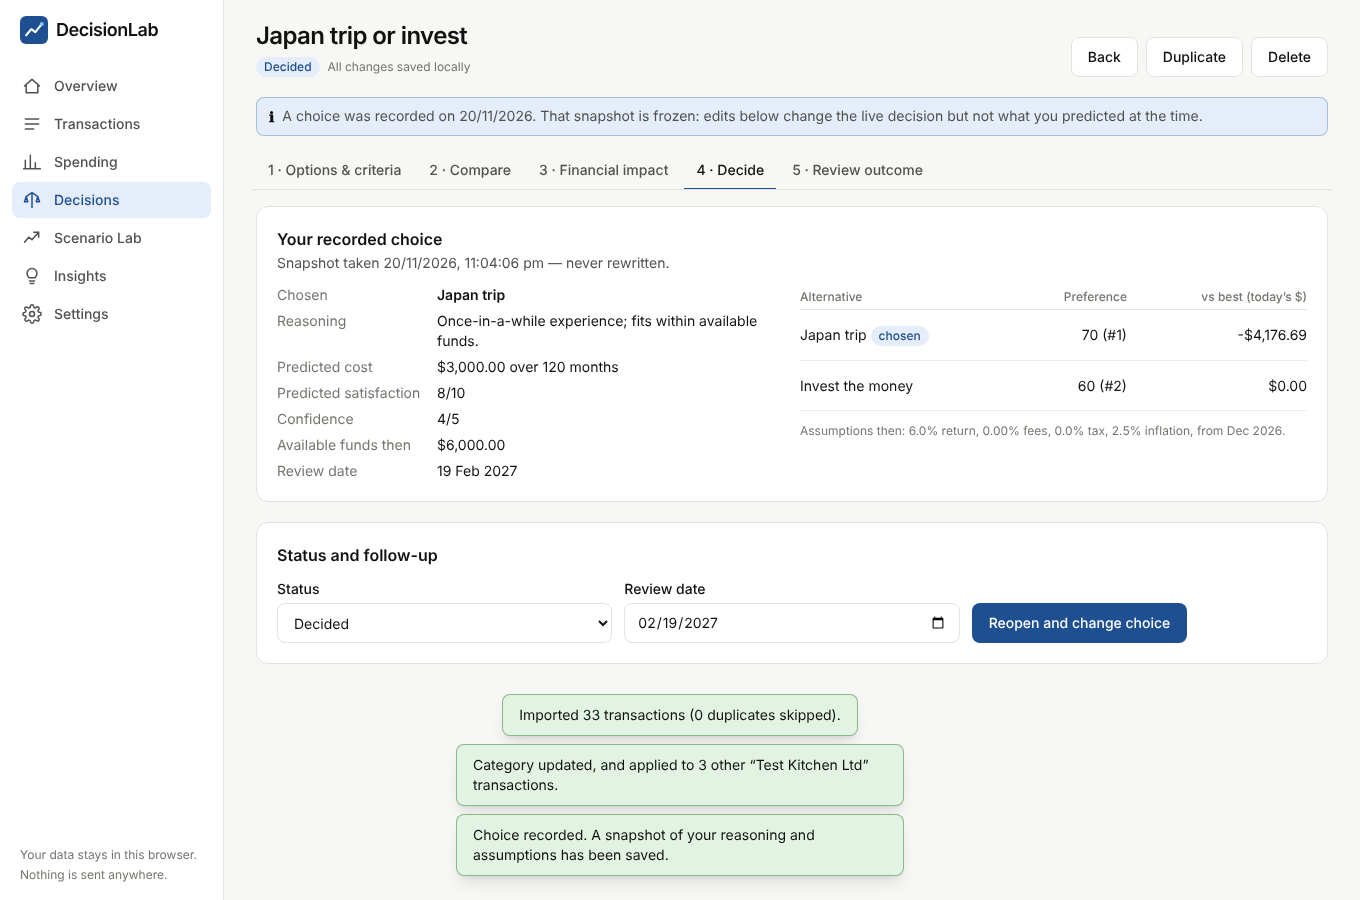 DecisionLab
Overview
Transactions
Spending
Decisions
Scenario Lab
Insights
Settings
Your data stays in this browser.
Nothing is sent anywhere.
Japan trip or invest
Decided All changes saved locally
Back Duplicate Delete
A choice was recorded on 20/11/2026. That snapshot is frozen: edits below change the live decision but not what you predicted at the time.
1 · Options & criteria 2 · Compare 3 · Financial impact 4 · Decide 5 · Review outcome
Your recorded choice
Snapshot taken 20/11/2026, 11:04:06 pm — never rewritten.
Chosen Japan trip
Reasoning Once-in-a-while experience; fits within available
funds.
Predicted cost $3,000.00 over 120 months
Predicted satisfaction 8/10
Confidence 4/5
Available funds then $6,000.00
Review date 19 Feb 2027
Alternative Preference vs best (today’s $)
Japan trip chosen 70 (#1) -$4,176.69
Invest the money 60 (#2) $0.00
Assumptions then: 6.0% return, 0.00% fees, 0.0% tax, 2.5% inflation, from Dec 2026.
Status and follow-up
Status Review date
Decided 02/19/2027 Reopen and change choice
Imported 33 transactions (0 duplicates skipped).
Category updated, and applied to 3 other “Test Kitchen Ltd”
transactions.
Choice recorded. A snapshot of your reasoning and
assumptions has been saved.